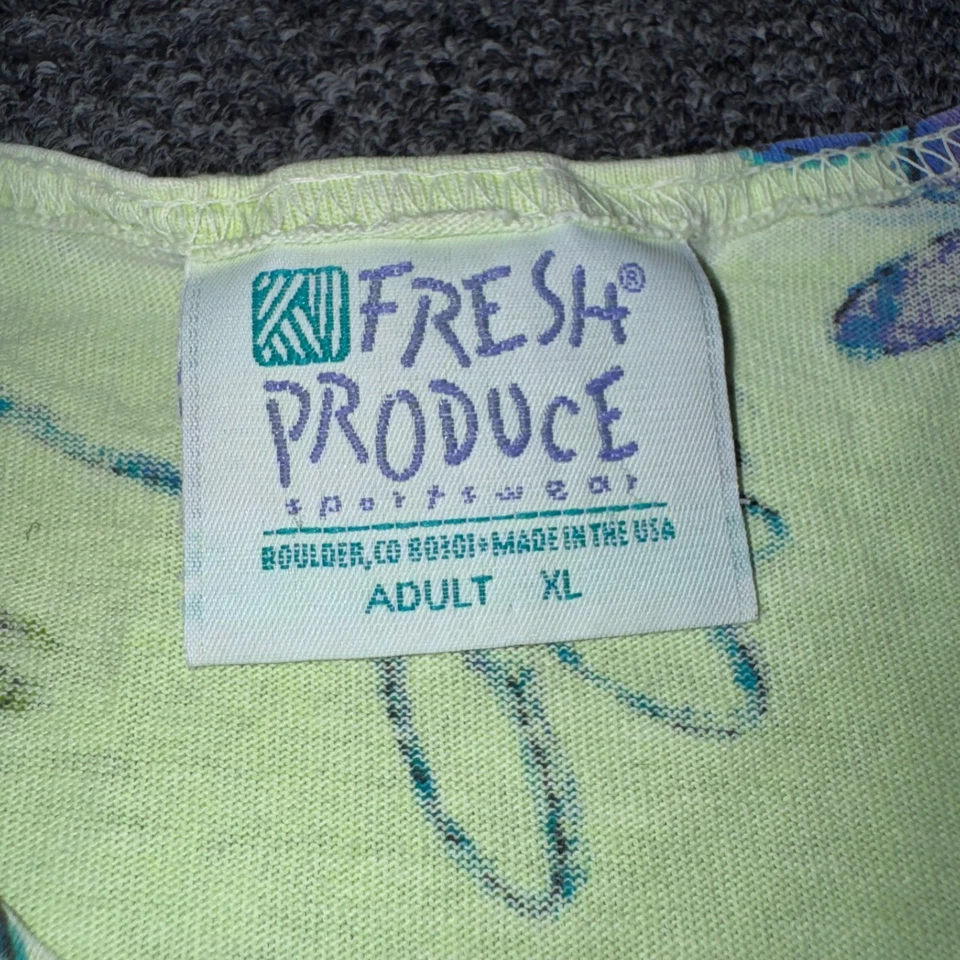 FRESH®
PRODUCE
sportswear
BOULDER, CO 80301•MADE IN THE USA
ADULT XL